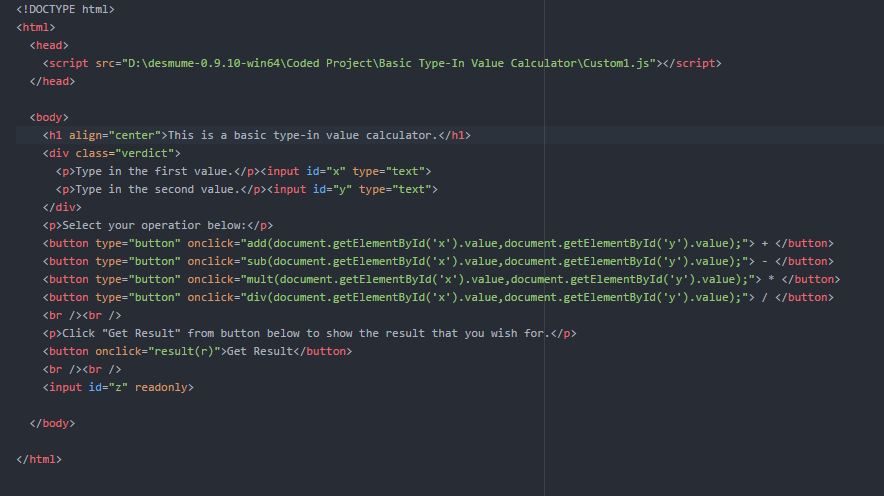 <!DOCTYPE html>
<html>
<head>
<script src="D:\desmume-0.9.10-win64\Coded Project\Basic Type-In Value Calculator\Custom1.js"></script>
</head>
<body>
<h1 align="center">This is a basic type-in value calculator.</h1>
<div class="verdict">
<p>Type in the first value.</p><input id="x" type="text">
<p>Type in the second value.</p><input id="y" type="text">
</div>
<p>Select your operation below:</p>
<button type="button" onclick="add(document.getElementById('x').value,document.getElementById('y').value);"> + </button>
<button type="button" onclick="sub(document.getElementById('x').value,document.getElementById('y').value);"> - </button>
<button type="button" onclick="mult(document.getElementById('x').value,document.getElementById('y').value);"> * </button>
<button type="button" onclick="div(document.getElementById('x').value,document.getElementById('y').value);"> / </button>
<br /><br />
<p>Click "Get Result" from button below to show the result that you wish for.</p>
<button onclick="result(r)">Get Result</button>
<br /><br />
<input id="z" readonly>
</body>
</html>